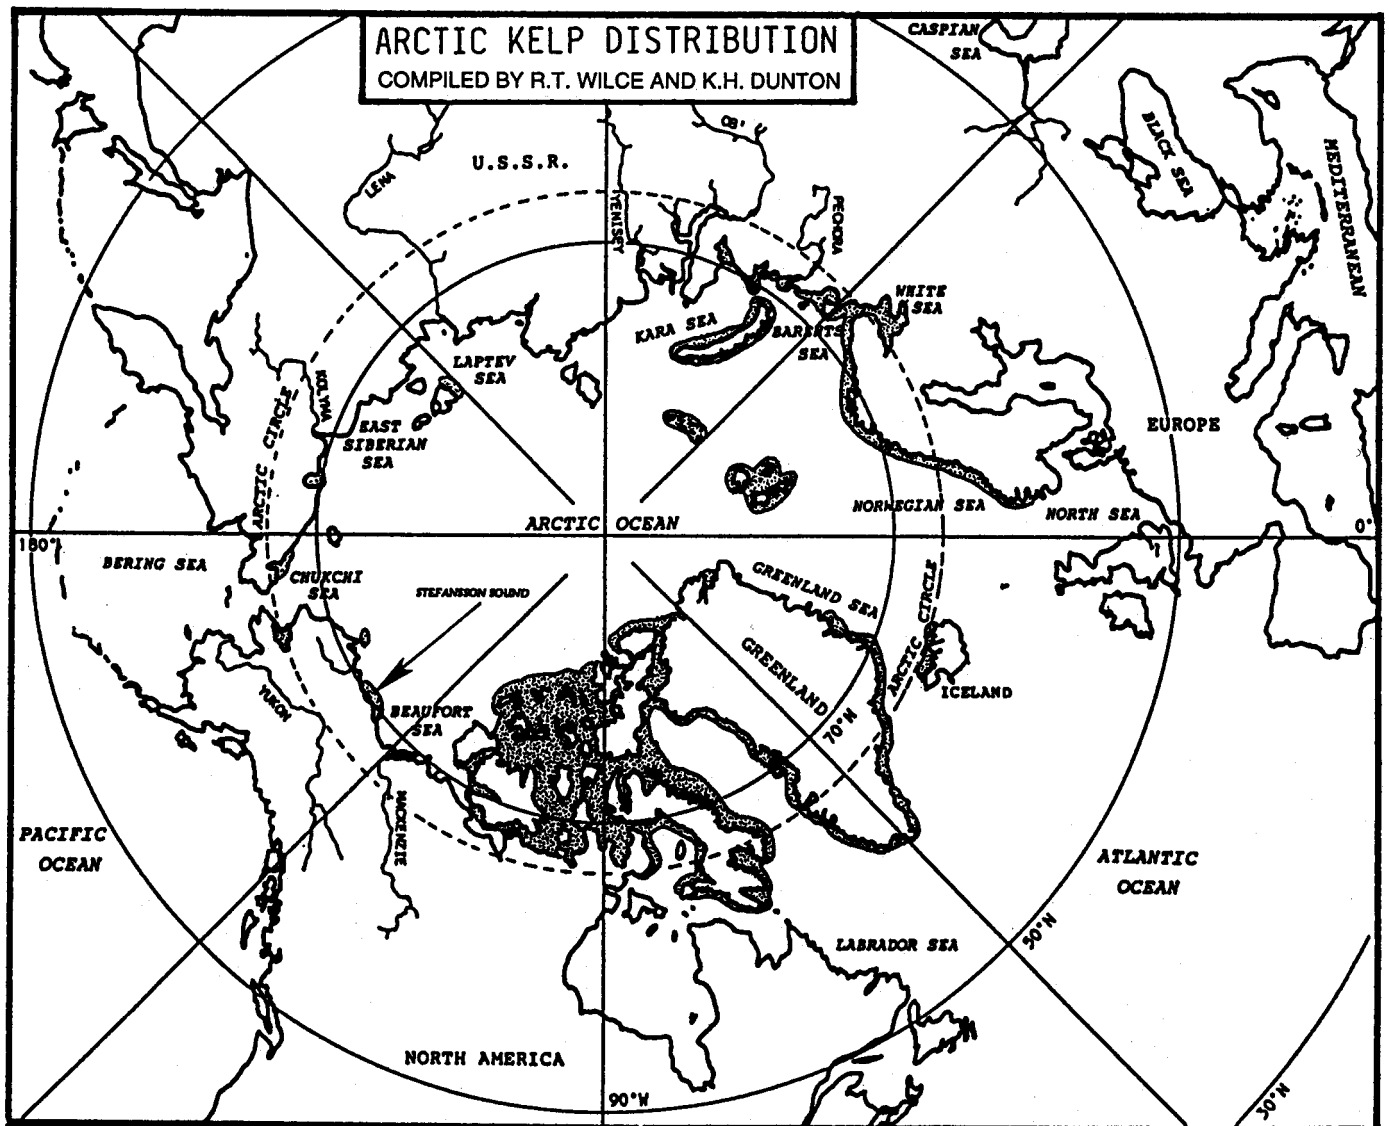 ARCTIC KELP DISTRIBUTION
COMPILED BY R.T. WILCE AND K.H. DUNTON
CASPIAN
SEA
BLACK SEA
MEDITERRANEAN
U.S.S.R.
OB'
LENA
YENISEY
PECHORA
WHITE
SEA
KARA SEA
BARENTS
SEA
LAPTEV
SEA
KOLYMA
ARCTIC CIRCLE
EAST
SIBERIAN
SEA
EUROPE
NORWEGIAN SEA
NORTH SEA
ARCTIC OCEAN
180°
0°
BERING SEA
CHUKCHI
SEA
STEFANSSON SOUND
GREENLAND SEA
GREENLAND
ARCTIC CIRCLE
ICELAND
YUKON
BEAUFORT
SEA
70°N
MACKENZIE
PACIFIC
OCEAN
ATLANTIC
OCEAN
LABRADOR SEA
50°N
NORTH AMERICA
90°W
30°N